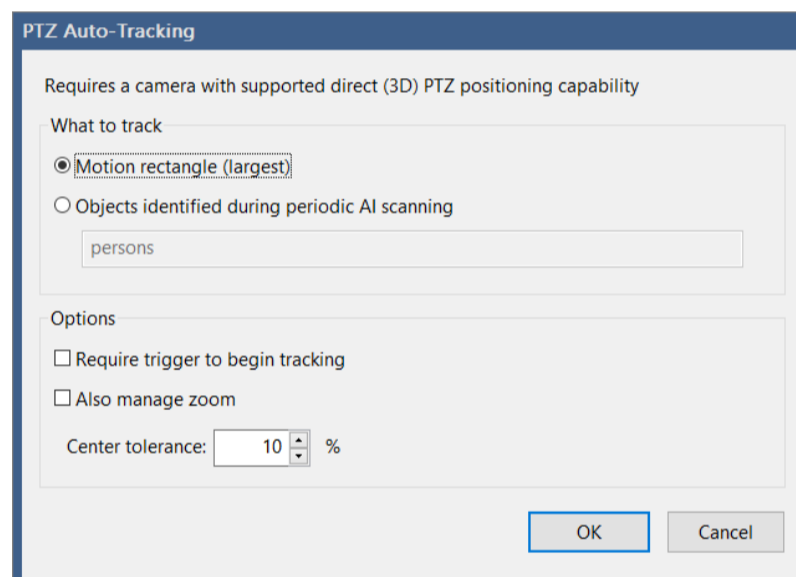 PTZ Auto-Tracking
Requires a camera with supported direct (3D) PTZ positioning capability
What to track
Motion rectangle (largest)
Objects identified during periodic AI scanning
persons
Options
Require trigger to begin tracking
Also manage zoom
Center tolerance: 10 %
OK Cancel